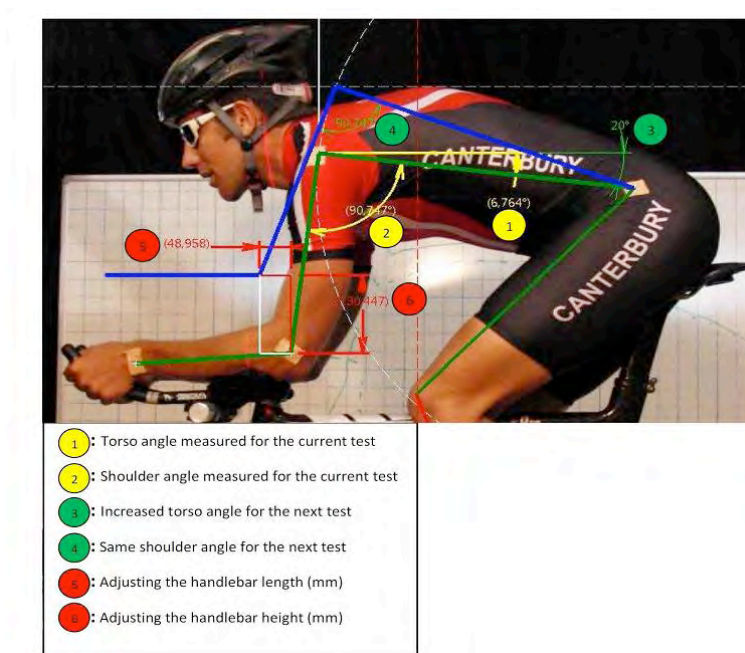 90,747°
4
20°
3
CANTERBURY
(90,747°)
2
(6,764°)
1
5
(48,958)
CANTERBURY
(30,447)
6
1 : Torso angle measured for the current test
2 : Shoulder angle measured for the current test
3 : Increased torso angle for the next test
4 : Same shoulder angle for the next test
5 : Adjusting the handlebar length (mm)
6 : Adjusting the handlebar height (mm)